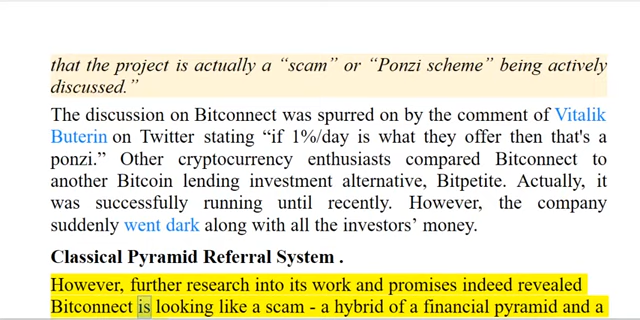 that the project is actually a “scam” or “Ponzi scheme” being actively
discussed.”
The discussion on Bitconnect was spurred on by the comment of Vitalik
Buterin on Twitter stating “if 1%/day is what they offer then that's a
ponzi.” Other cryptocurrency enthusiasts compared Bitconnect to
another Bitcoin lending investment alternative, Bitpetite. Actually, it
was successfully running until recently. However, the company
suddenly went dark along with all the investors’ money.
Classical Pyramid Referral System .
However, further research into its work and promises indeed revealed
Bitconnect is looking like a scam - a hybrid of a financial pyramid and a